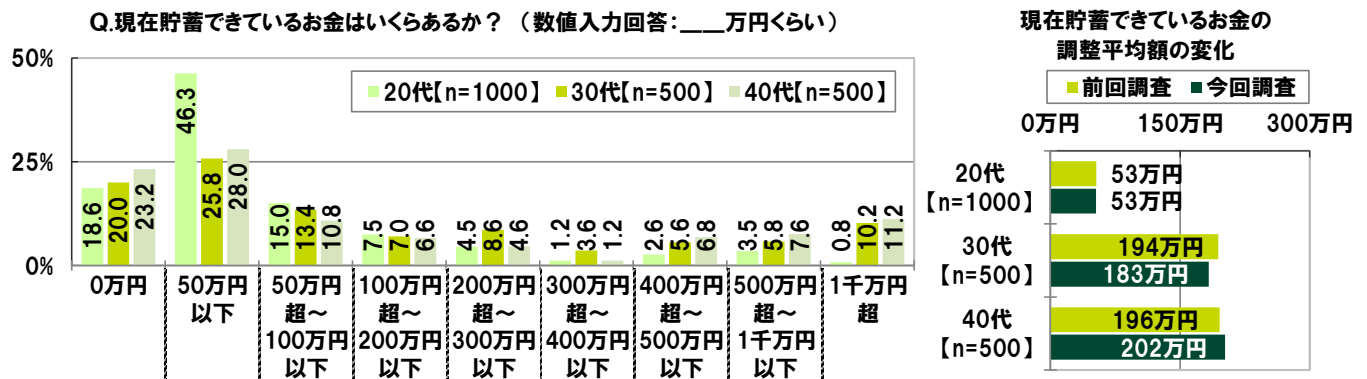 Q.現在貯蓄できているお金はいくらあるか？ （数値入力回答：___万円くらい）
50%
25%
0%
20代【n=1000】 30代【n=500】 40代【n=500】
18.6 20.0 23.2
46.3 25.8 28.0
15.0 13.4 10.8
7.5 7.0 6.6
4.5 8.6 4.6
1.2 3.6 1.2
2.6 5.6 6.8
3.5 5.8 7.6
0.8 10.2 11.2
0万円
50万円
以下
50万円
超～
100万円
以下
100万円
超～
200万円
以下
200万円
超～
300万円
以下
300万円
超～
400万円
以下
400万円
超～
500万円
以下
500万円
超～
1千万円
以下
1千万円
超
現在貯蓄できているお金の
調整平均額の変化
前回調査 今回調査
0万円 150万円 300万円
20代
【n=1000】
53万円
53万円
30代
【n=500】
194万円
183万円
40代
【n=500】
196万円
202万円